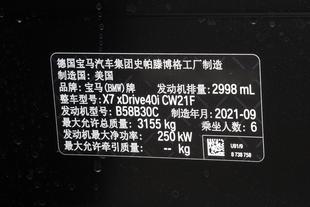 德国宝马汽车集团史帕滕博格工厂制造
制造国: 美国
品牌: 宝马(BMW)牌 发动机排量: 2998 mL
整车型号: X7 xDrive40i CW21F
发动机型号: B58B30C 制造年月: 2021-09
最大允许总质量: 3155 kg 乘坐人数: 6
发动机最大净功率: 250 kW
最大允许牵引质量: -- kg